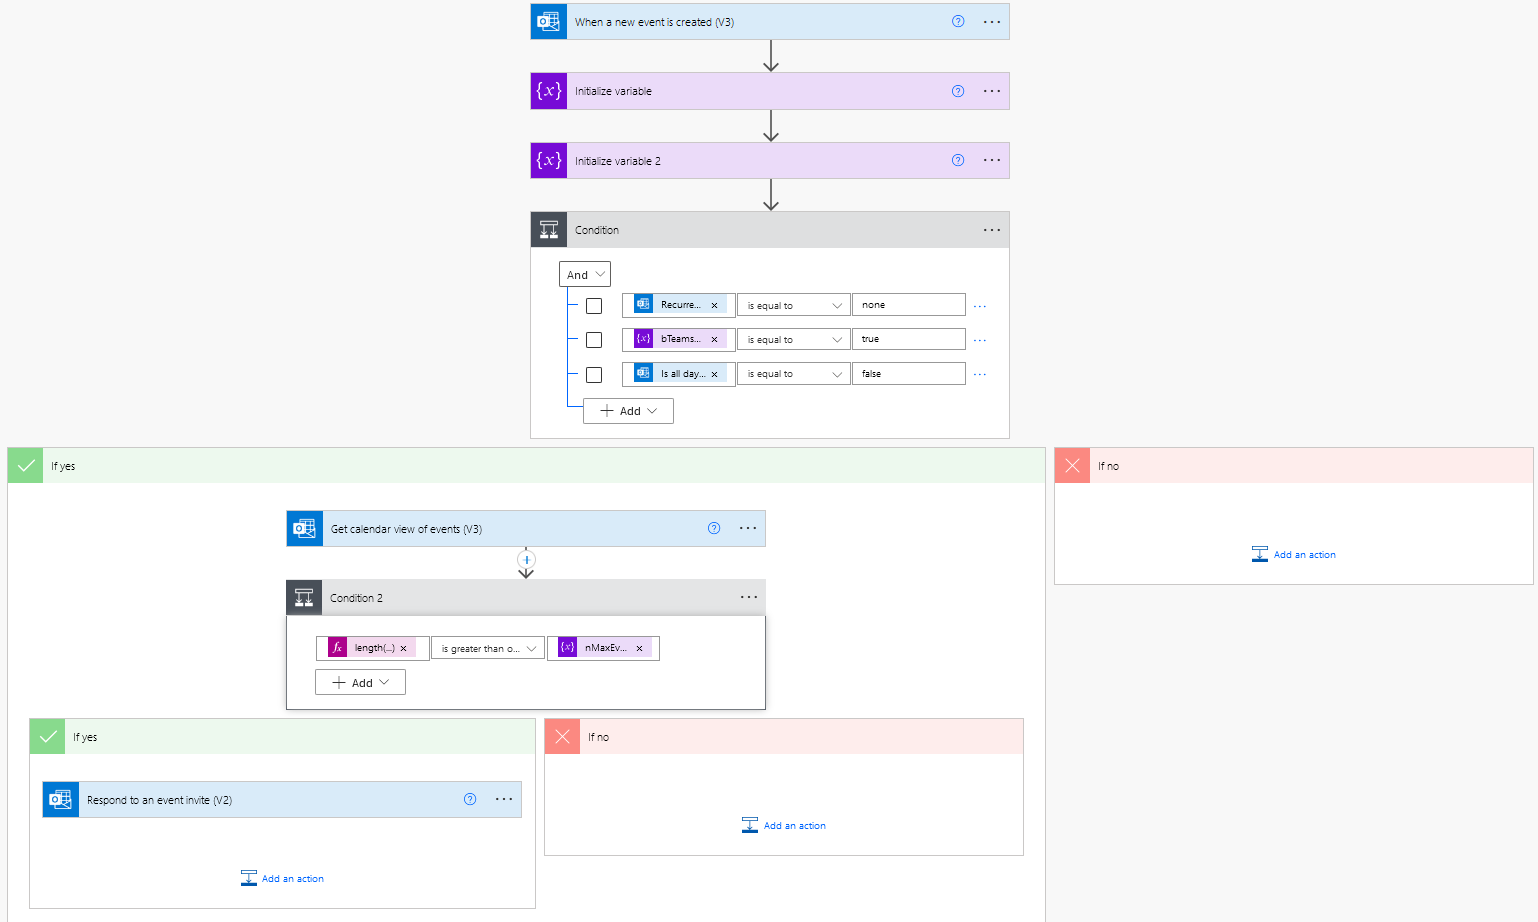 When a new event is created (V3)
{x} Initialize variable
{x} Initialize variable 2
Condition
And
Recurre... × is equal to none
{x} bTeams... × is equal to true
Is all day... × is equal to false
+ Add
If yes
If no
Get calendar view of events (V3)
Add an action
Condition 2
fx length(...) × is greater than o... {x} nMaxEv... ×
+ Add
If yes
If no
Respond to an event invite (V2)
Add an action
Add an action